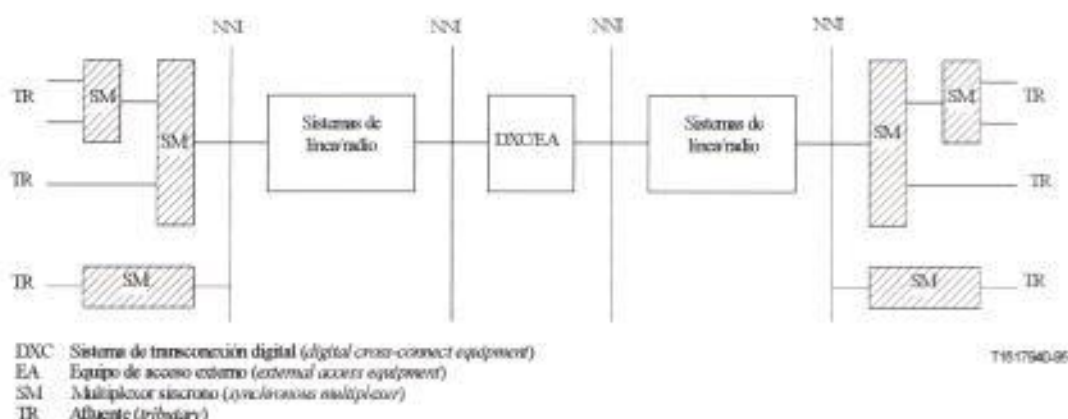 NNI NNI NNI NNI
TR SM SM Sistemas de línea/radio DXC/EA Sistemas de línea/radio SM SM TR
TR TR
TR SM SM TR
DXC Sistema de transconexión digital (digital cross-connect equipment)
EA Equipo de acceso externo (external access equipment)
SM Multiplexor síncrono (synchronous multiplexer)
TR Afluente (tributary)
T1817540-95